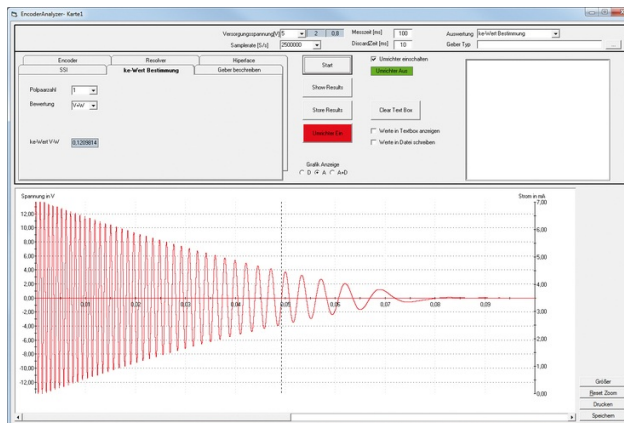 EncoderAnalyzer- Karte1
Versorgungsspannung[V] 5 2 0,8 Messzeit [ms] 100 Auswertung ke-Wert Bestimmung
Samplerate [S/s] 2500000 DiscardZeit [ms] 10 Geber Typ ...
Encoder Resolver Hiperface
SSI ke-Wert Bestimmung Geber beschreiben
Polpaarzahl 1
Bewertung V-W
ke-Wert V-W 0,1209814
Start
Show Results
Store Results
Umrichter Ein
Umrichter einschalten
Umrichter Aus
Clear Text Box
Werte in Textbox anzeigen
Werte in Datei schreiben
Grafik Anzeige
D A A+D
Spannung in V Strom in mA
12,00
10,00
8,00
6,00
4,00
2,00
0,00
-2,00
-4,00
-6,00
-8,00
-10,00
-12,00
0,01 0,02 0,03 0,04 0,05 0,06 0,07 0,08 0,09
7,00
6,00
5,00
4,00
3,00
2,00
1,00
0,00
Größer
Reset Zoom
Drucken
Speichern